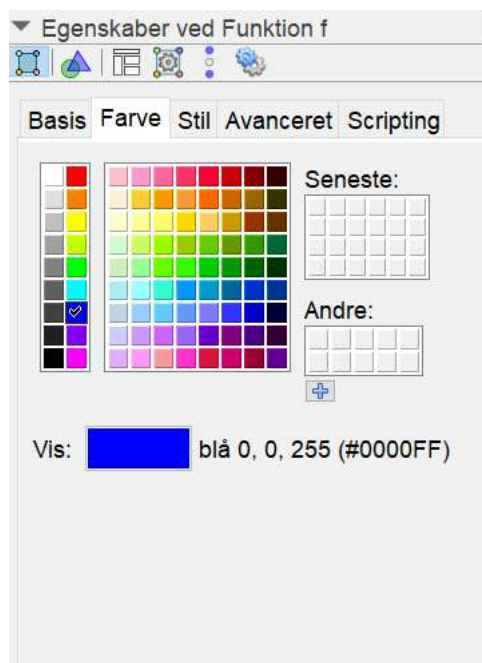 Egenskaber ved Funktion f
Basis Farve Stil Avanceret Scripting
Seneste:
Andre:
Vis: blå 0, 0, 255 (#0000FF)